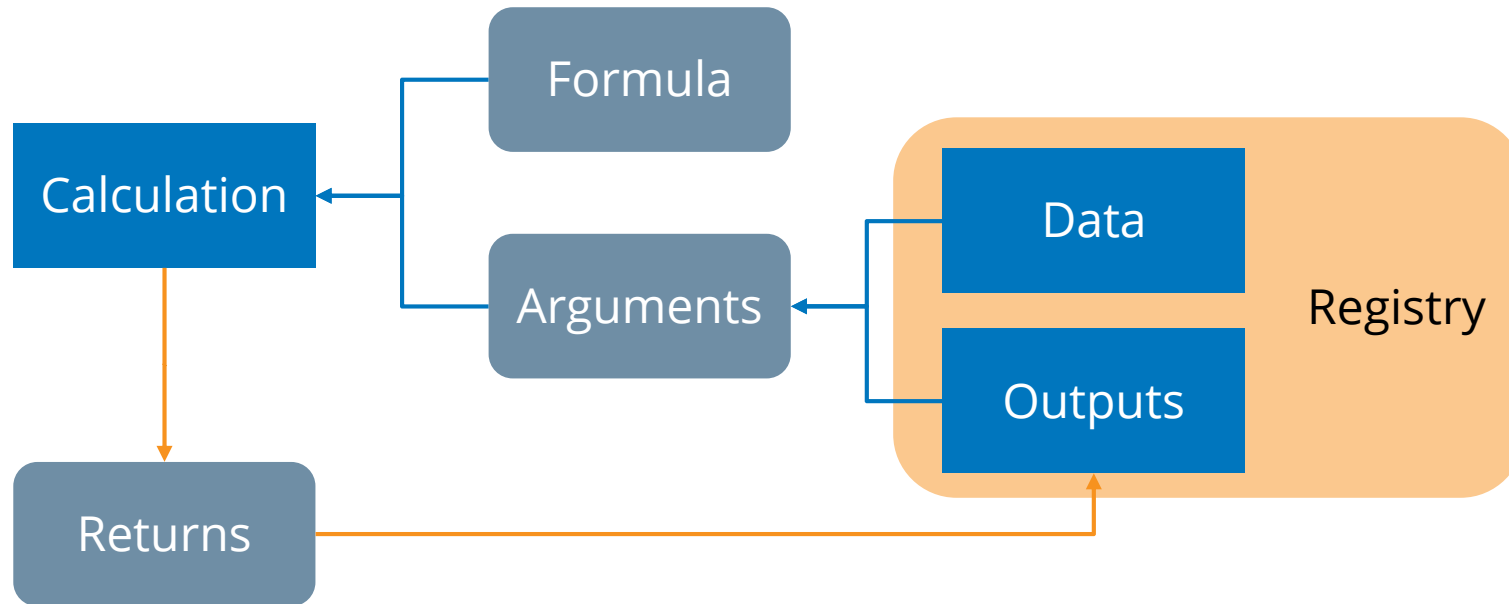 Formula
Calculation
Data
Arguments
Registry
Outputs
Returns